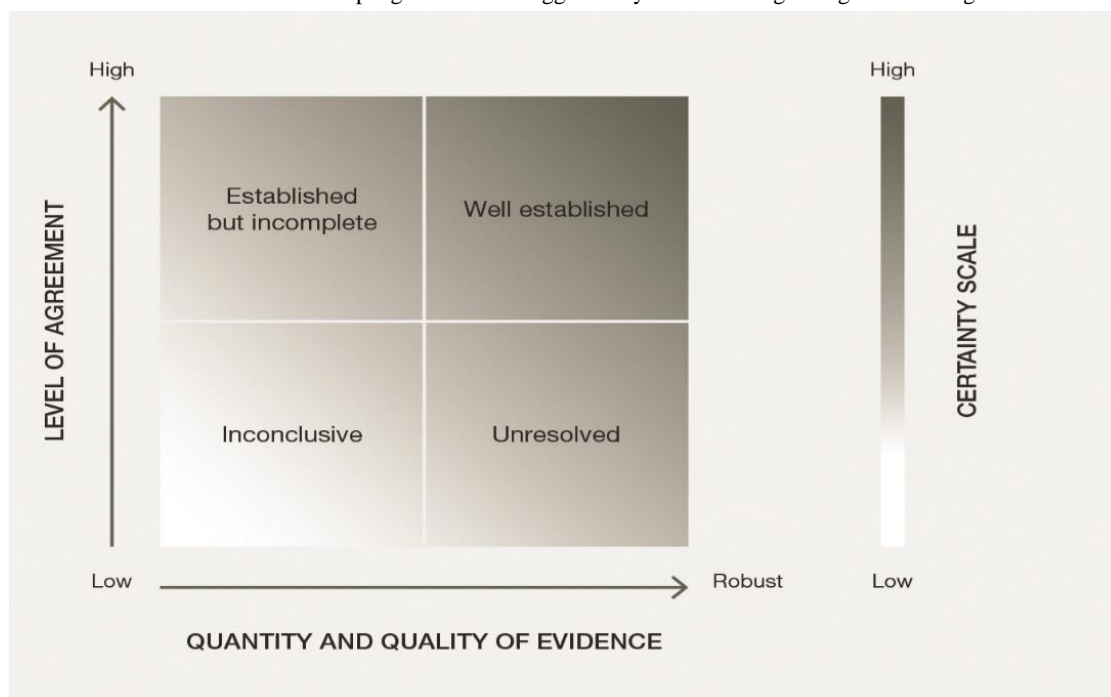 High
High
LEVEL OF AGREEMENT
Established
but incomplete
Well established
Inconclusive
Unresolved
CERTAINTY SCALE
Low
Robust
Low
QUANTITY AND QUALITY OF EVIDENCE